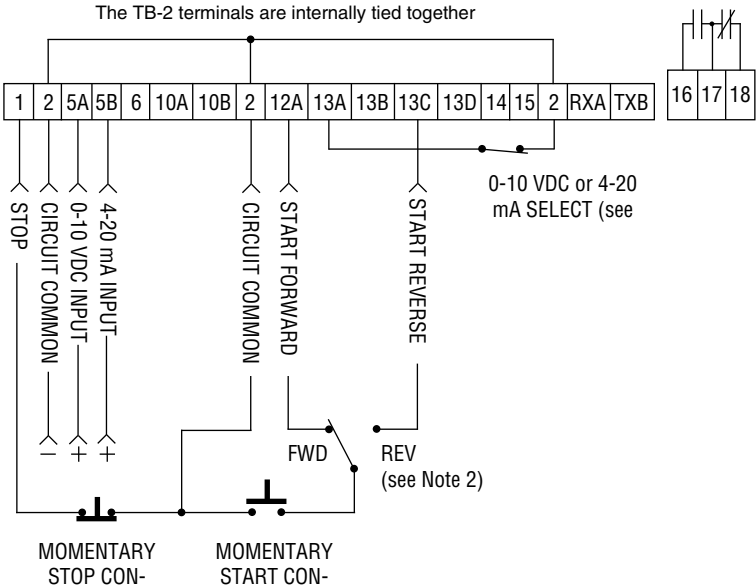 The TB-2 terminals are internally tied together
1 2 5A 5B 6 10A 10B 2 12A 13A 13B 13C 13D 14 15 2 RXA TXB
16 17 18
0-10 VDC or 4-20
mA SELECT (see
STOP
CIRCUIT COMMON
0-10 VDC INPUT
4-20 mA INPUT
CIRCUIT COMMON
START FORWARD
START REVERSE
– + +
FWD
REV
(see Note 2)
MOMENTARY
STOP CON-
MOMENTARY
START CON-